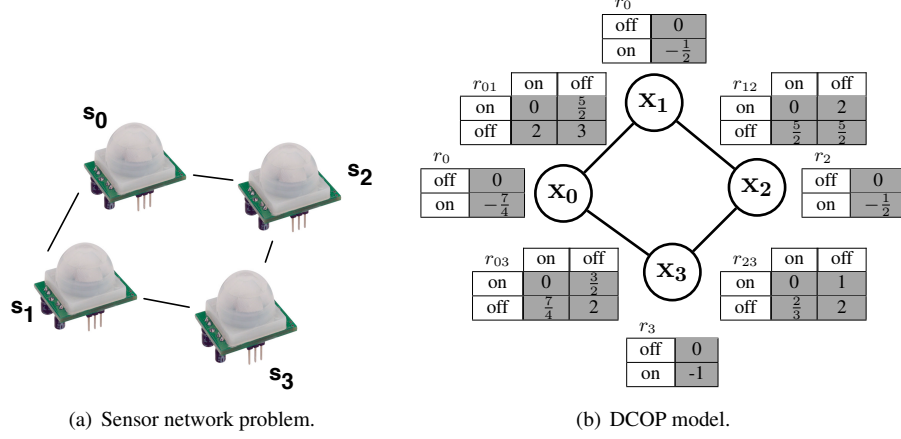 s0
s2
s1
s3
(a) Sensor network problem.
r0
off 0
on −1/2
r01 on off
on 0 5/2
off 2 3
r12 on off
on 0 2
off 5/2 5/2
x1
r0
off 0
on −7/4
x0
x2
r2
off 0
on −1/2
x3
r03 on off
on 0 3/2
off 7/4 2
r23 on off
on 0 1
off 2/3 2
r3
off 0
on -1
(b) DCOP model.